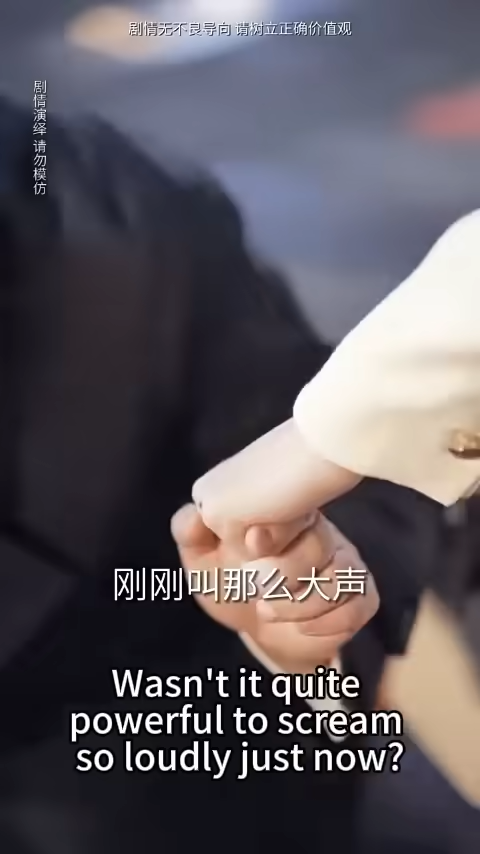 剧情无不良导向 请树立正确价值观
剧情演绎 请勿模仿
刚刚叫那么大声
Wasn't it quite
powerful to scream
so loudly just now?